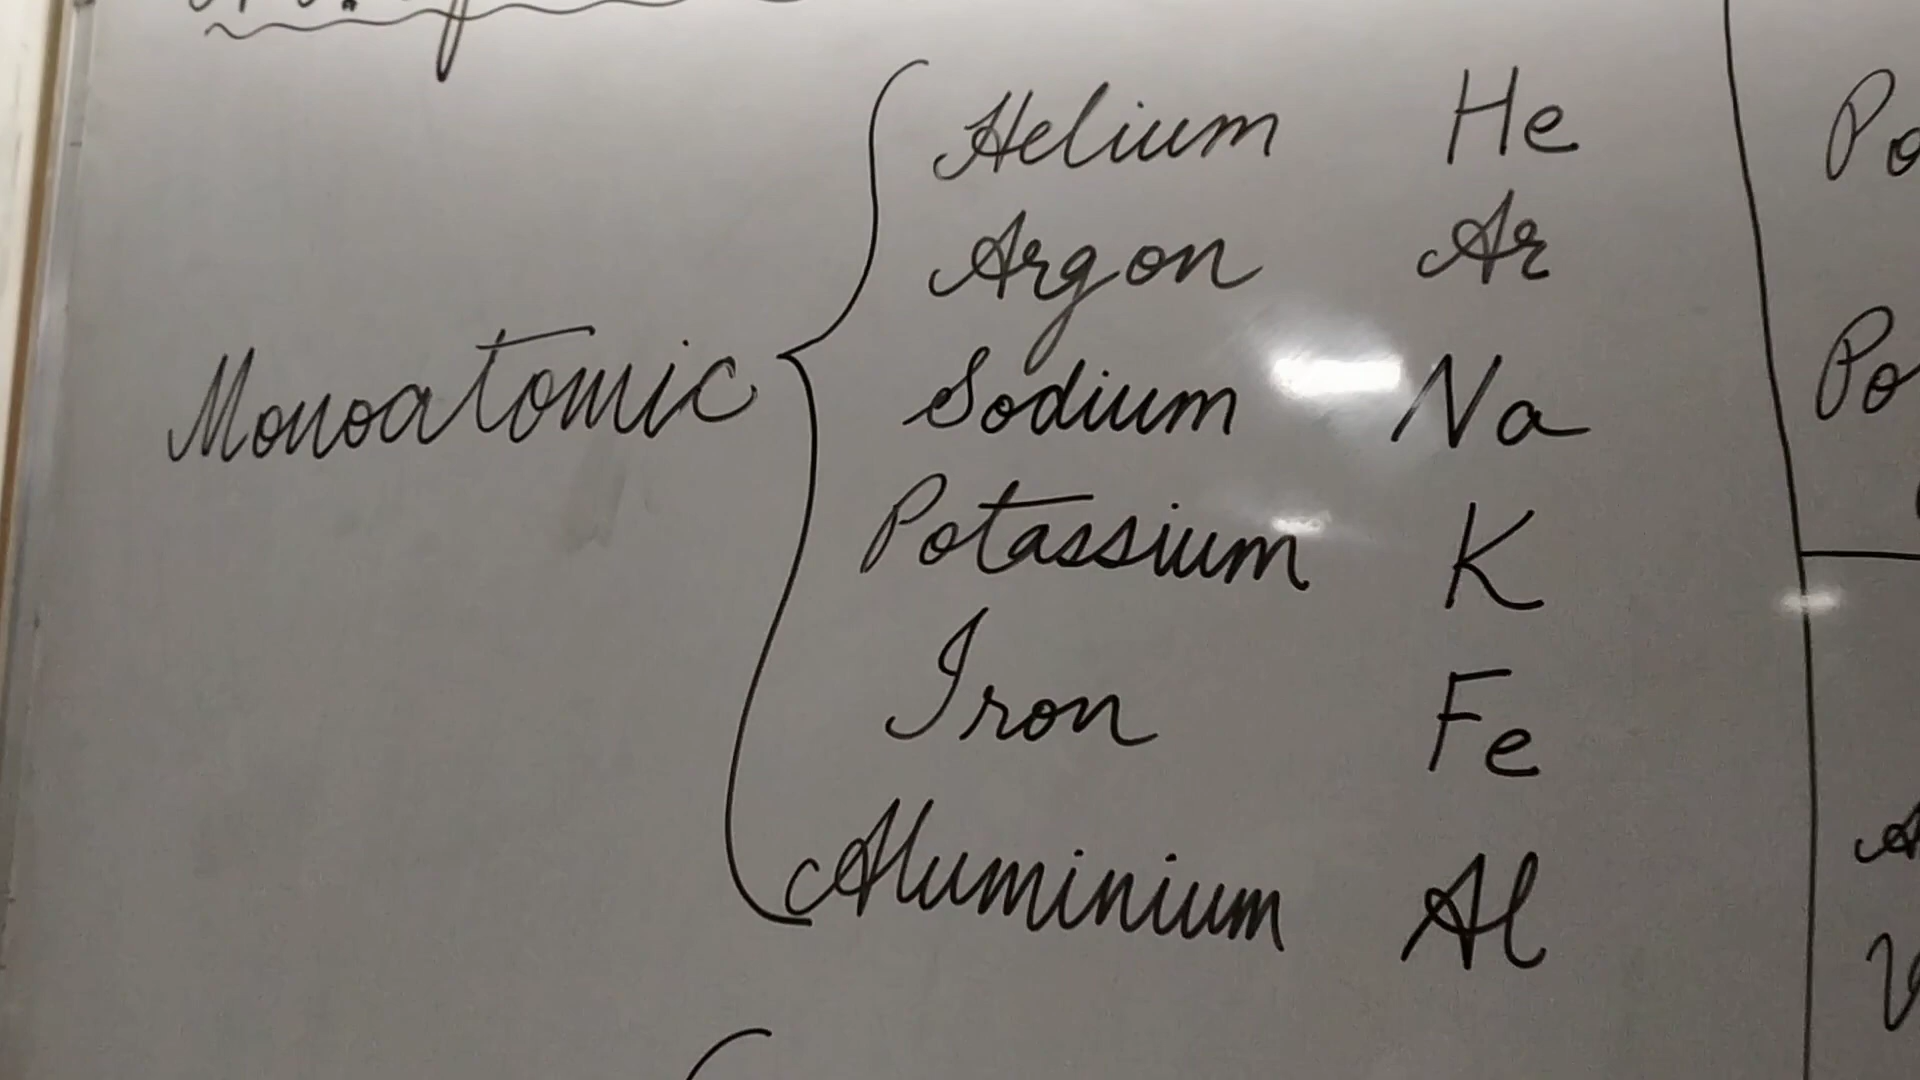 Helium He
Argon Ar
Monoatomic
Sodium Na
Potassium K
Iron Fe
Aluminium Al